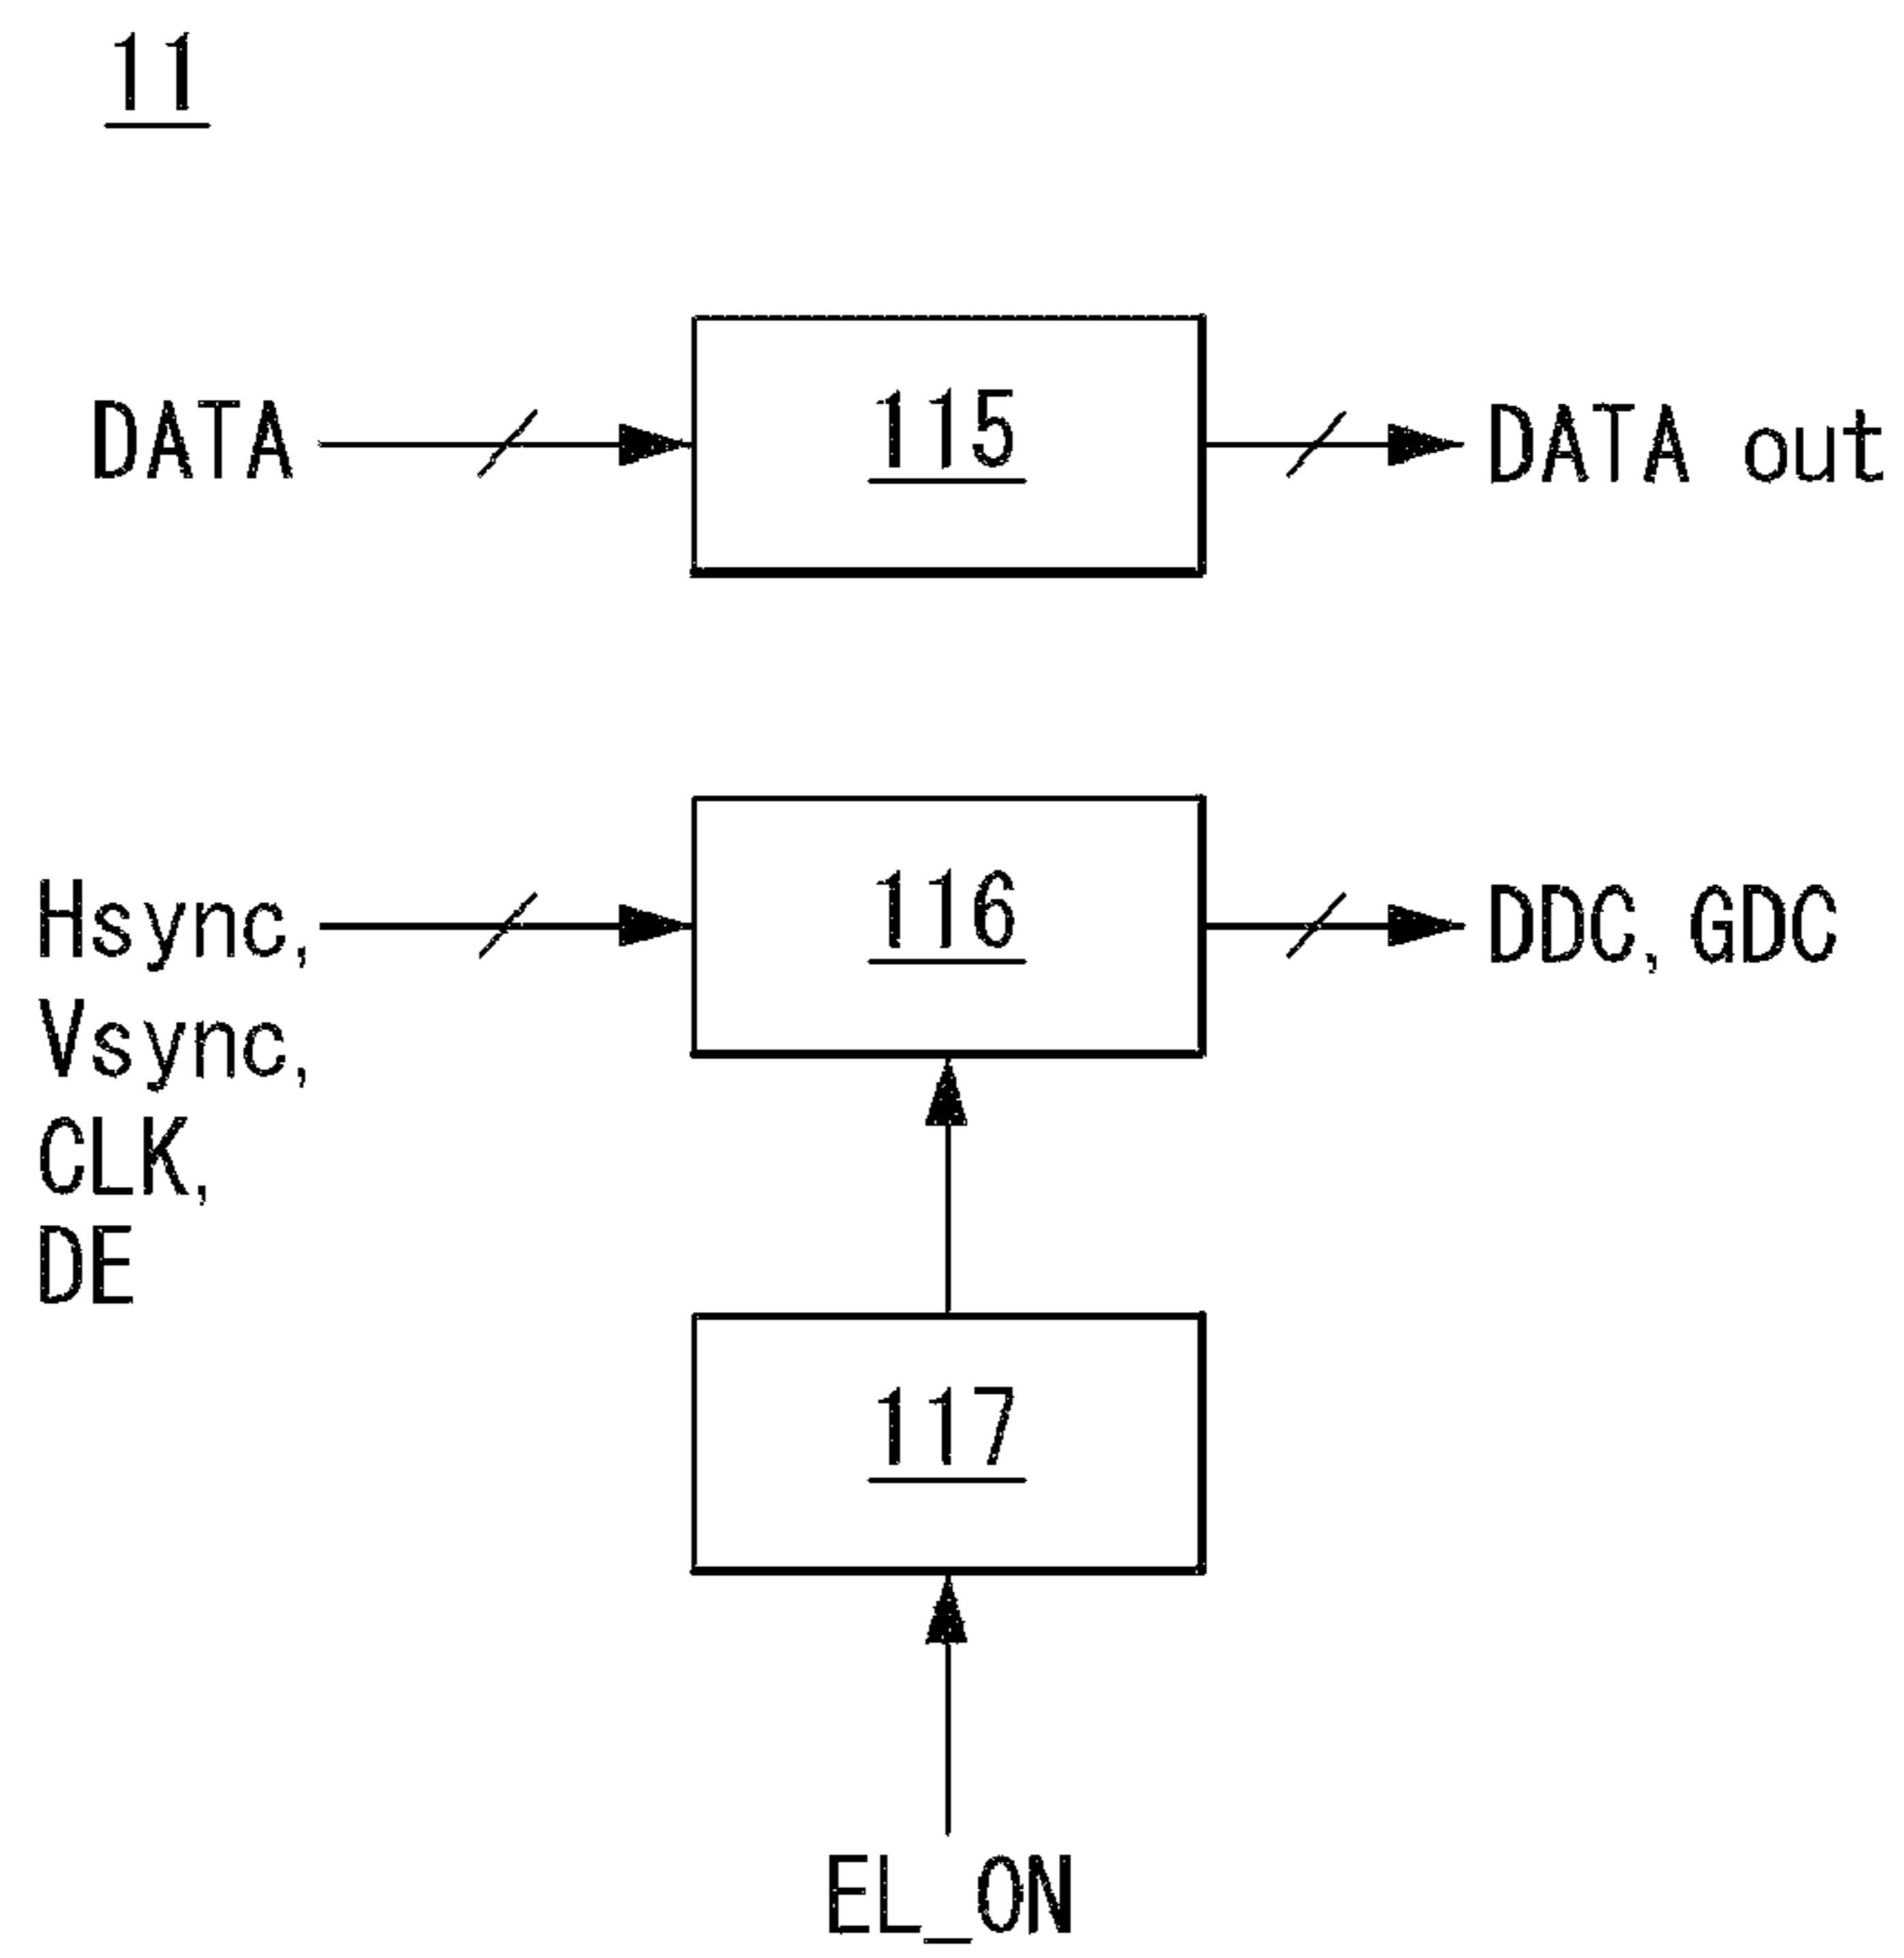 11
DATA
115
DATA out
Hsync,
Vsync,
CLK,
DE
116
DDC, GDC
117
EL_ON